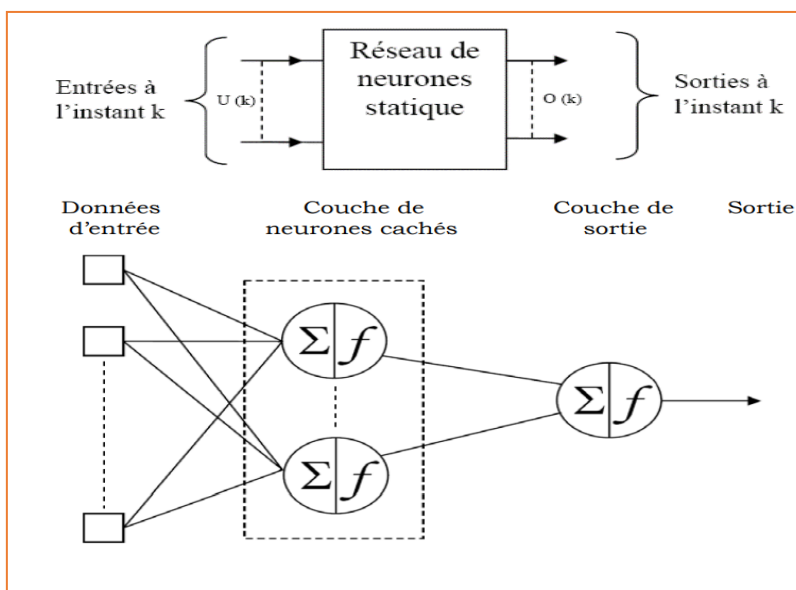 Entrées à
l'instant k
U (k)
Réseau de
neurones
statique
O (k)
Sorties à
l'instant k
Données
d'entrée
Couche de
neurones cachés
Couche de
sortie
Sortie
Σ f
Σ f
Σ f